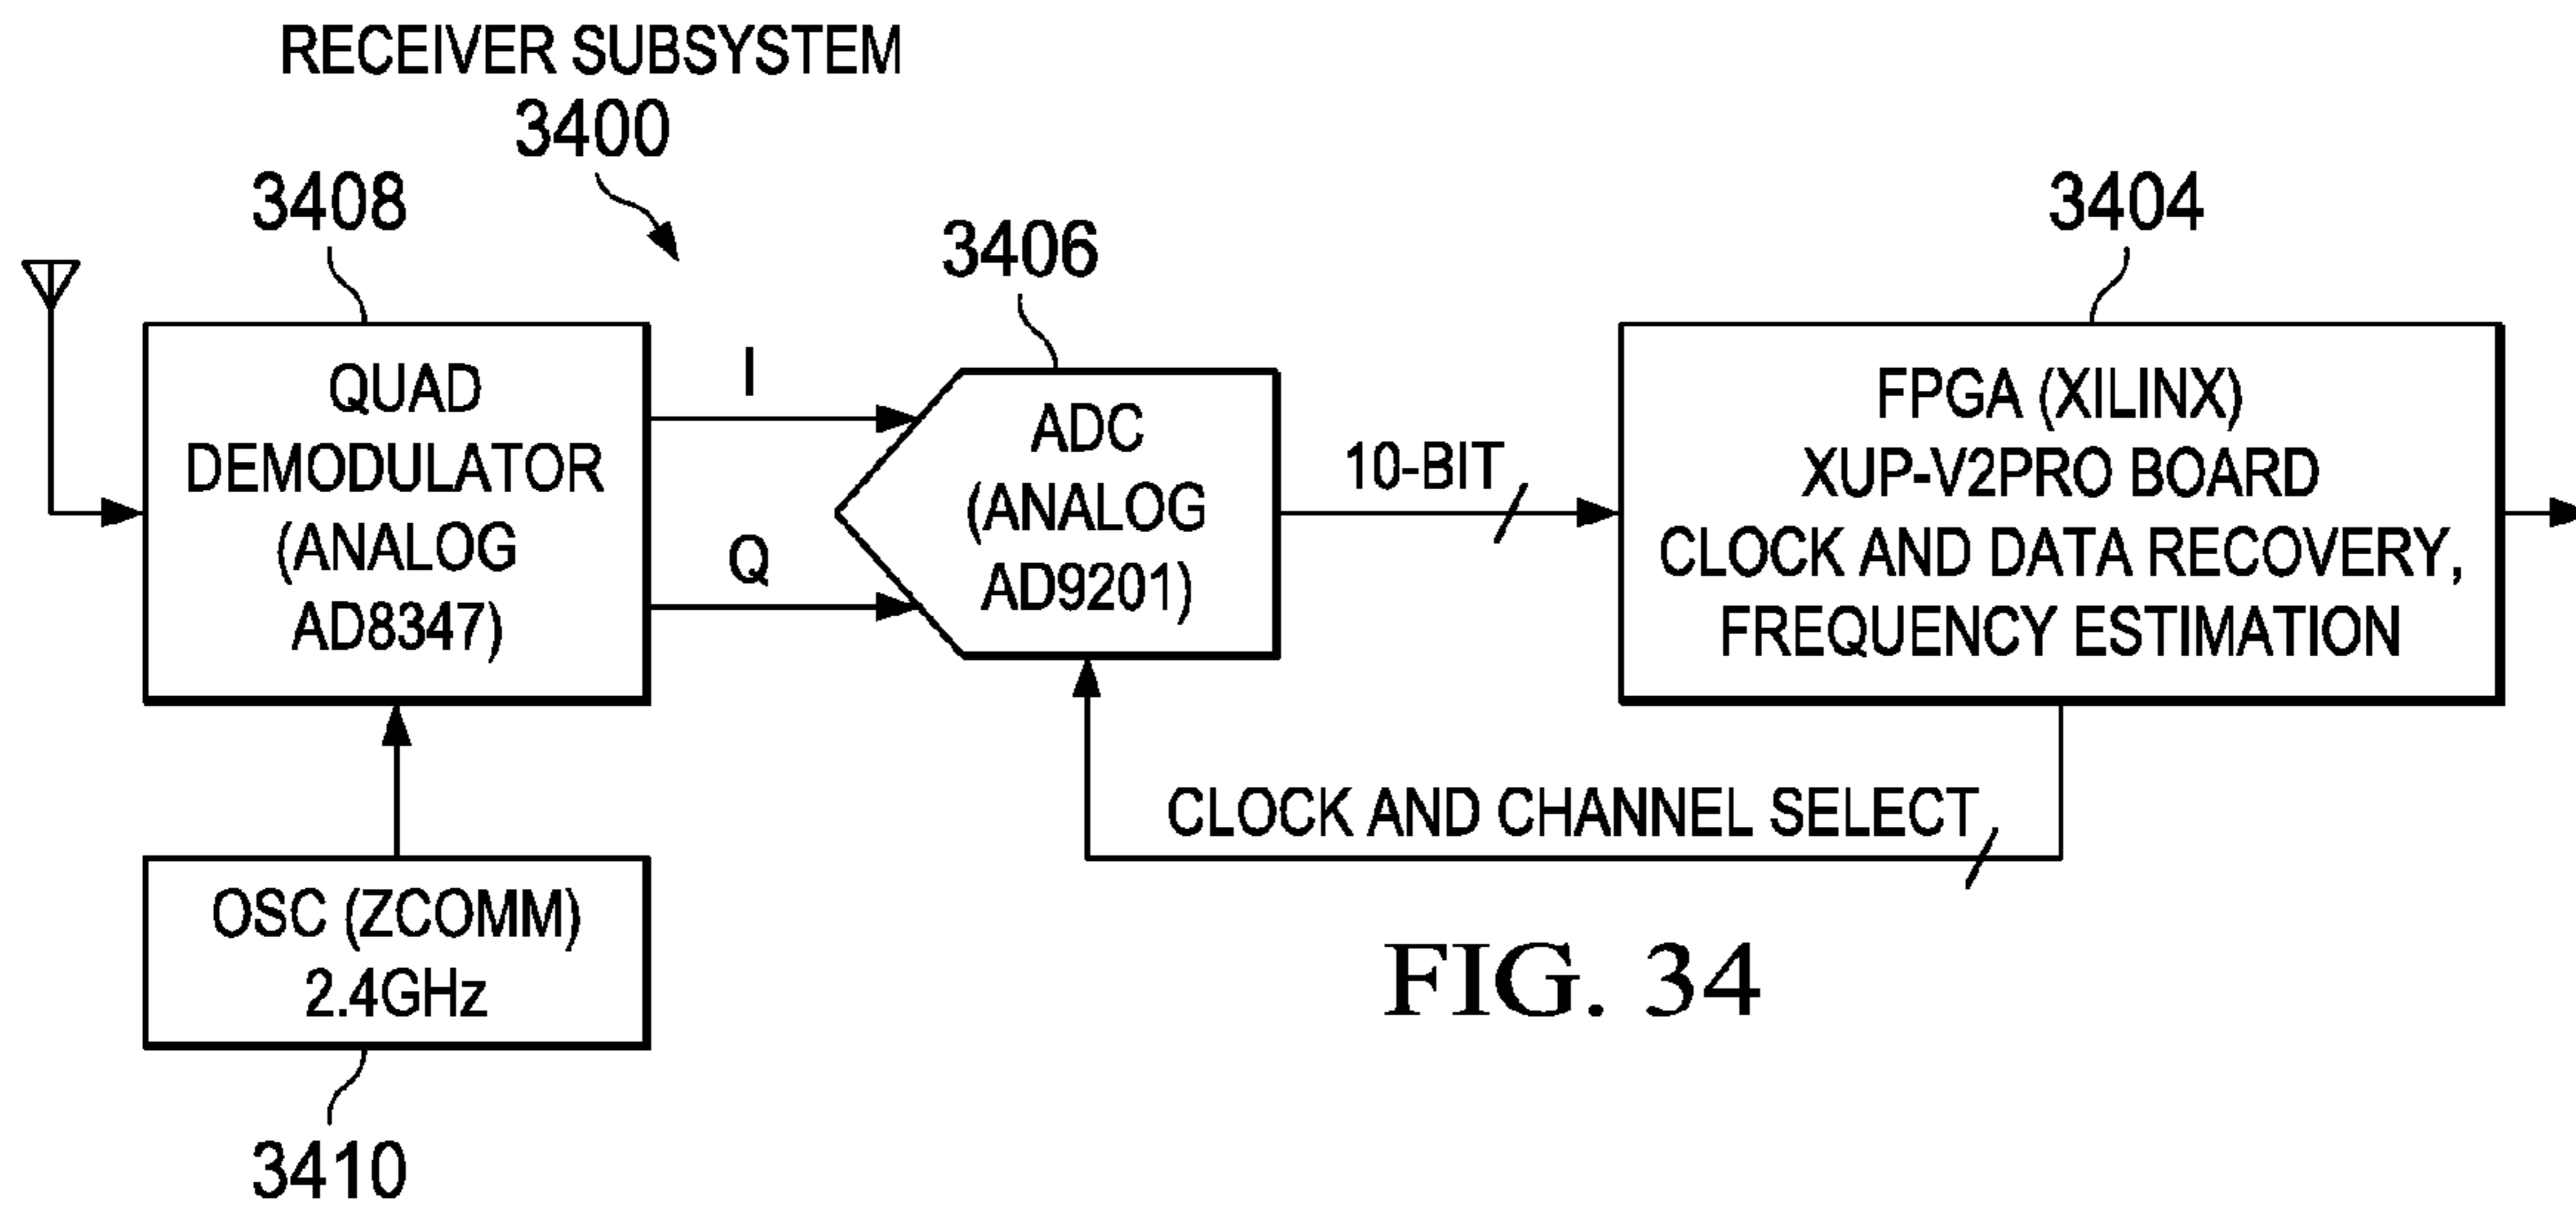 RECEIVER SUBSYSTEM
3400
3408
3406
3404
QUAD
DEMODULATOR
(ANALOG
AD8347)
I
Q
ADC
(ANALOG
AD9201)
10-BIT
FPGA (XILINX)
XUP-V2PRO BOARD
CLOCK AND DATA RECOVERY,
FREQUENCY ESTIMATION
CLOCK AND CHANNEL SELECT
OSC (ZCOMM)
2.4GHz
3410
FIG. 34